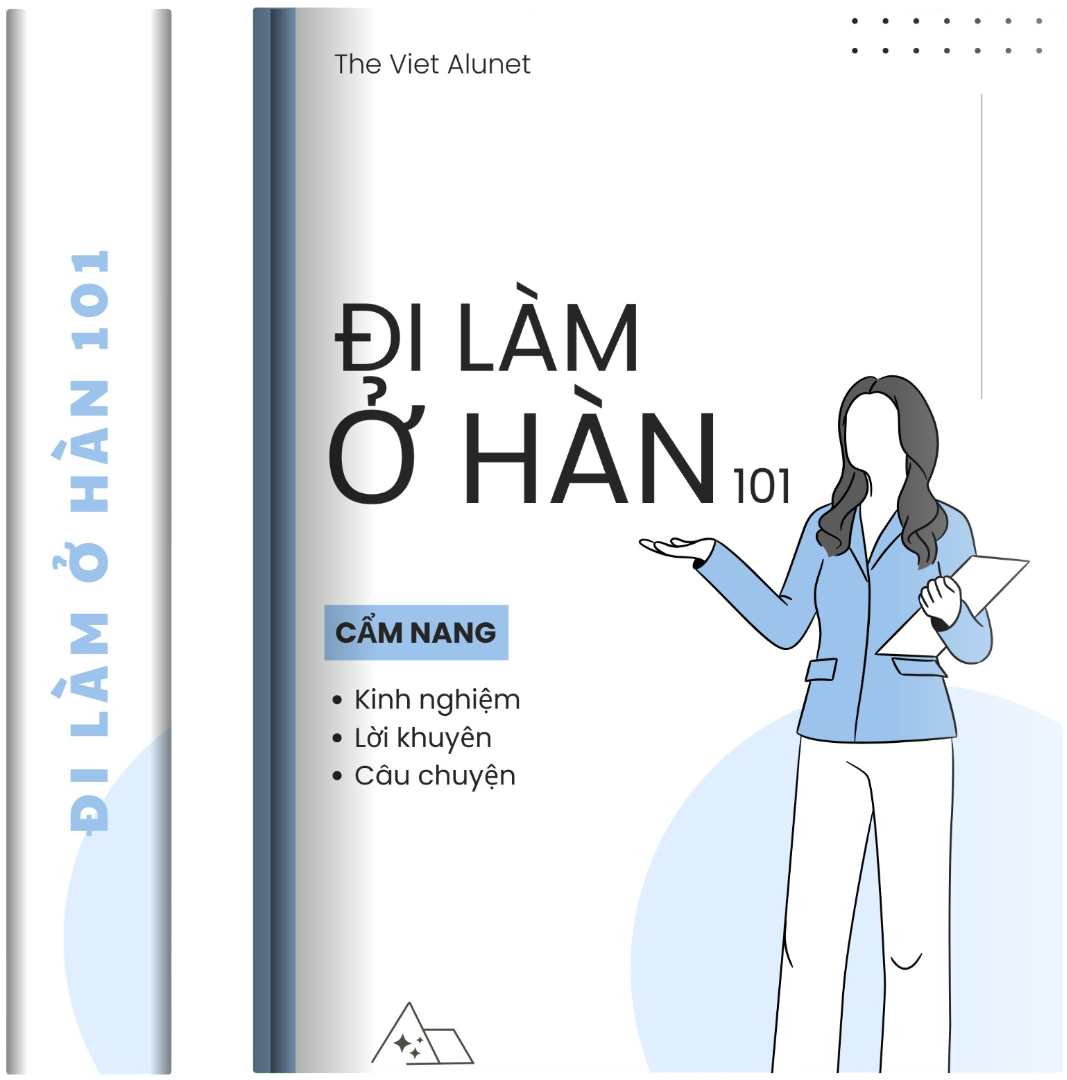 ĐI LÀM Ở HÀN 101
The Viet Alunet
ĐI LÀM
Ở HÀN 101
CẨM NANG
• Kinh nghiệm
• Lời khuyên
• Câu chuyện